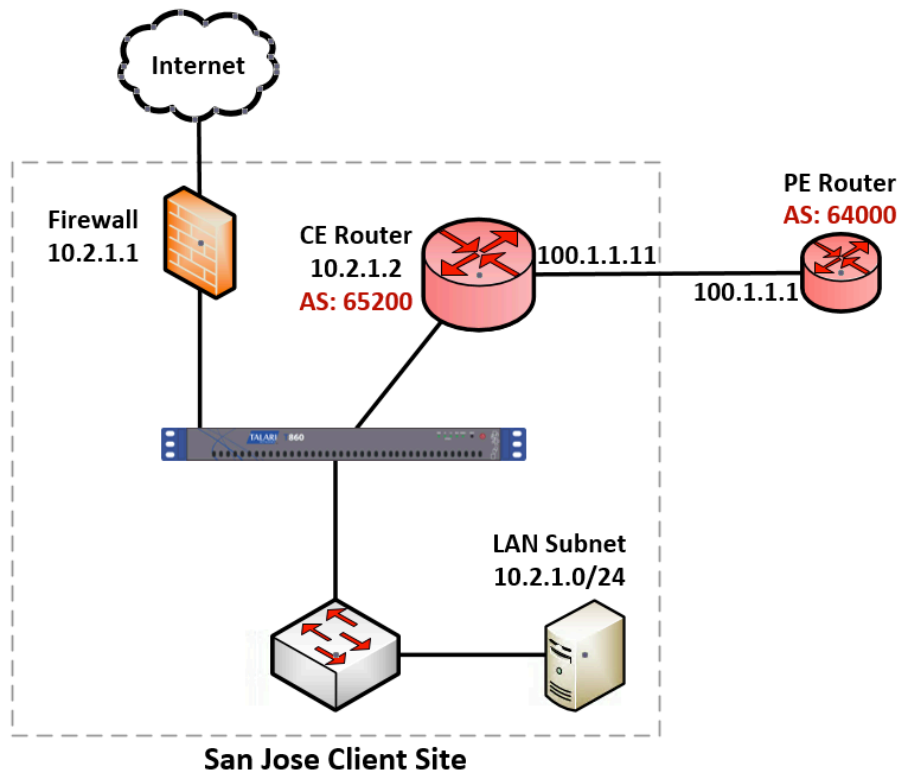 Internet
Firewall
10.2.1.1
CE Router
10.2.1.2
AS: 65200
100.1.1.11
PE Router
AS: 64000
100.1.1.1
TALARI 860
LAN Subnet
10.2.1.0/24
San Jose Client Site